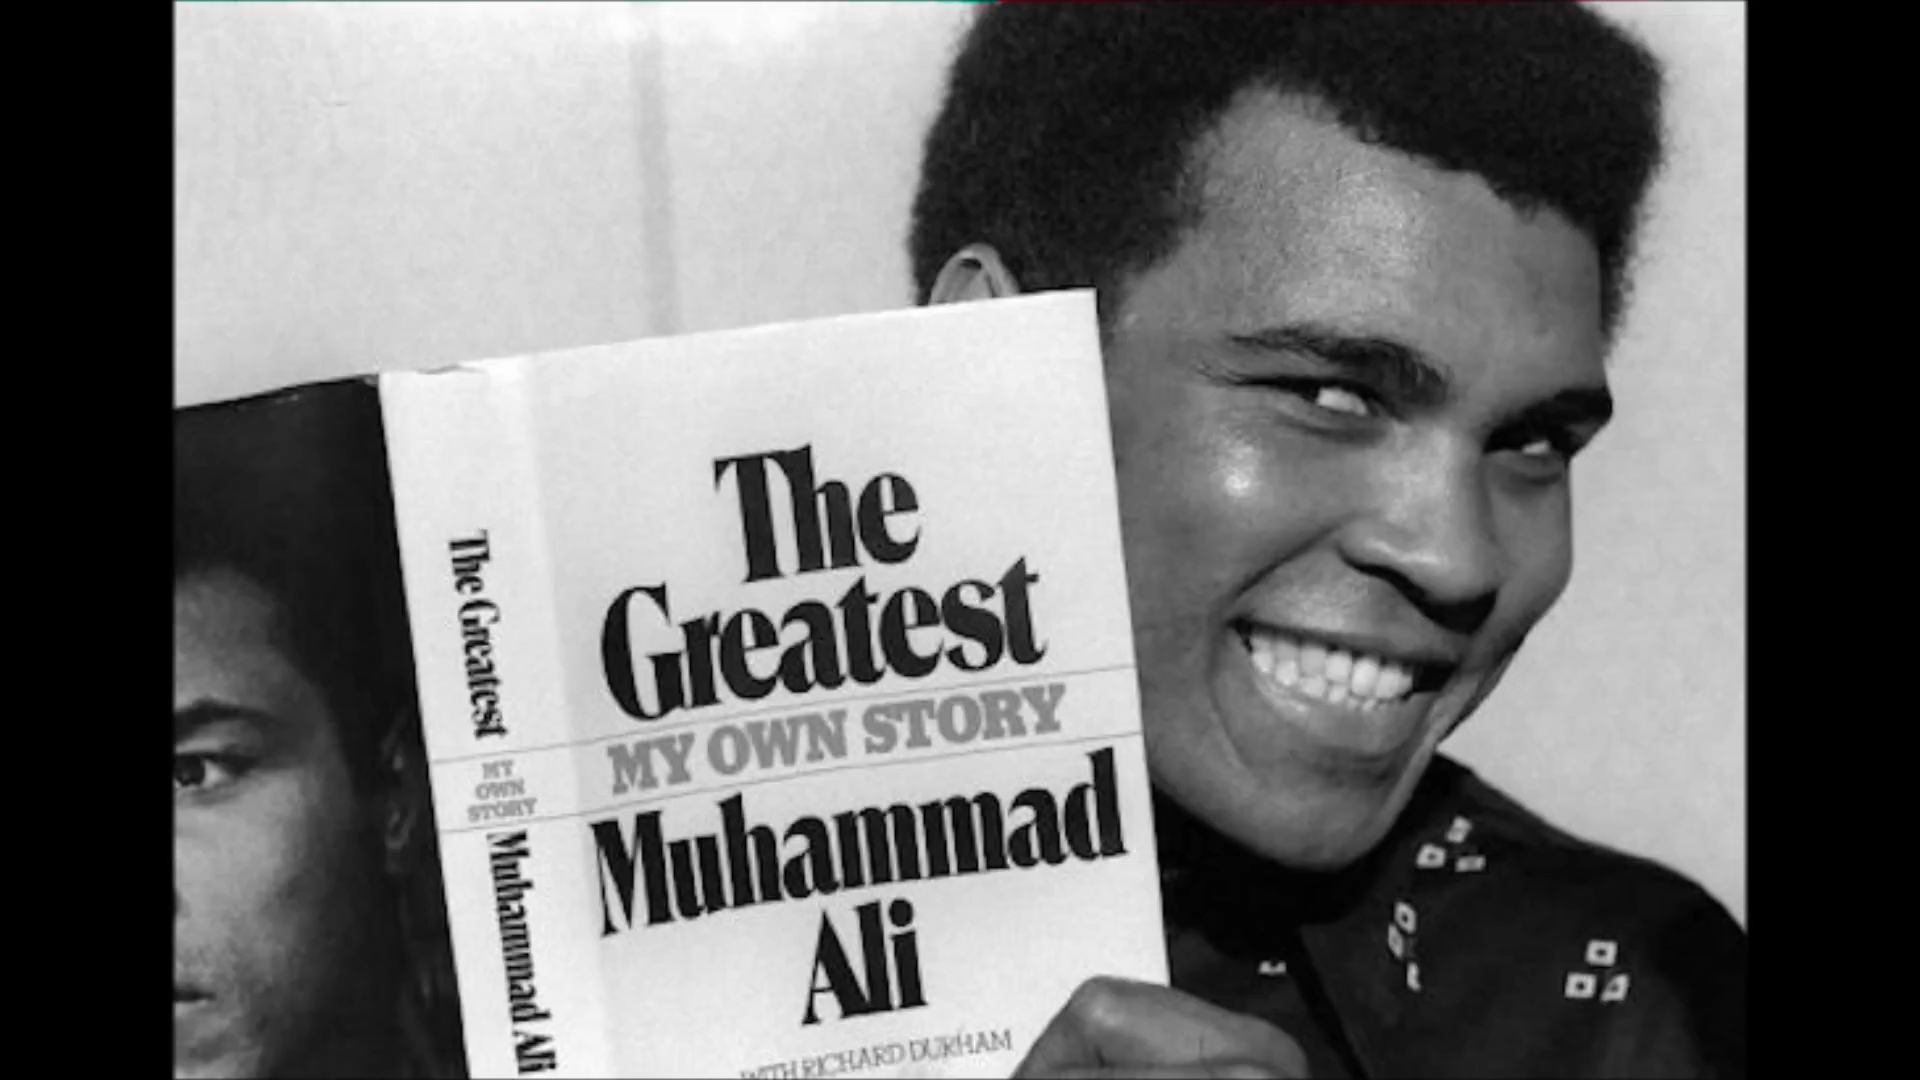 The Greatest
MY
OWN
STORY
Muhammad Ali
The
Greatest
MY OWN STORY
Muhammad
Ali
WITH RICHARD DURHAM